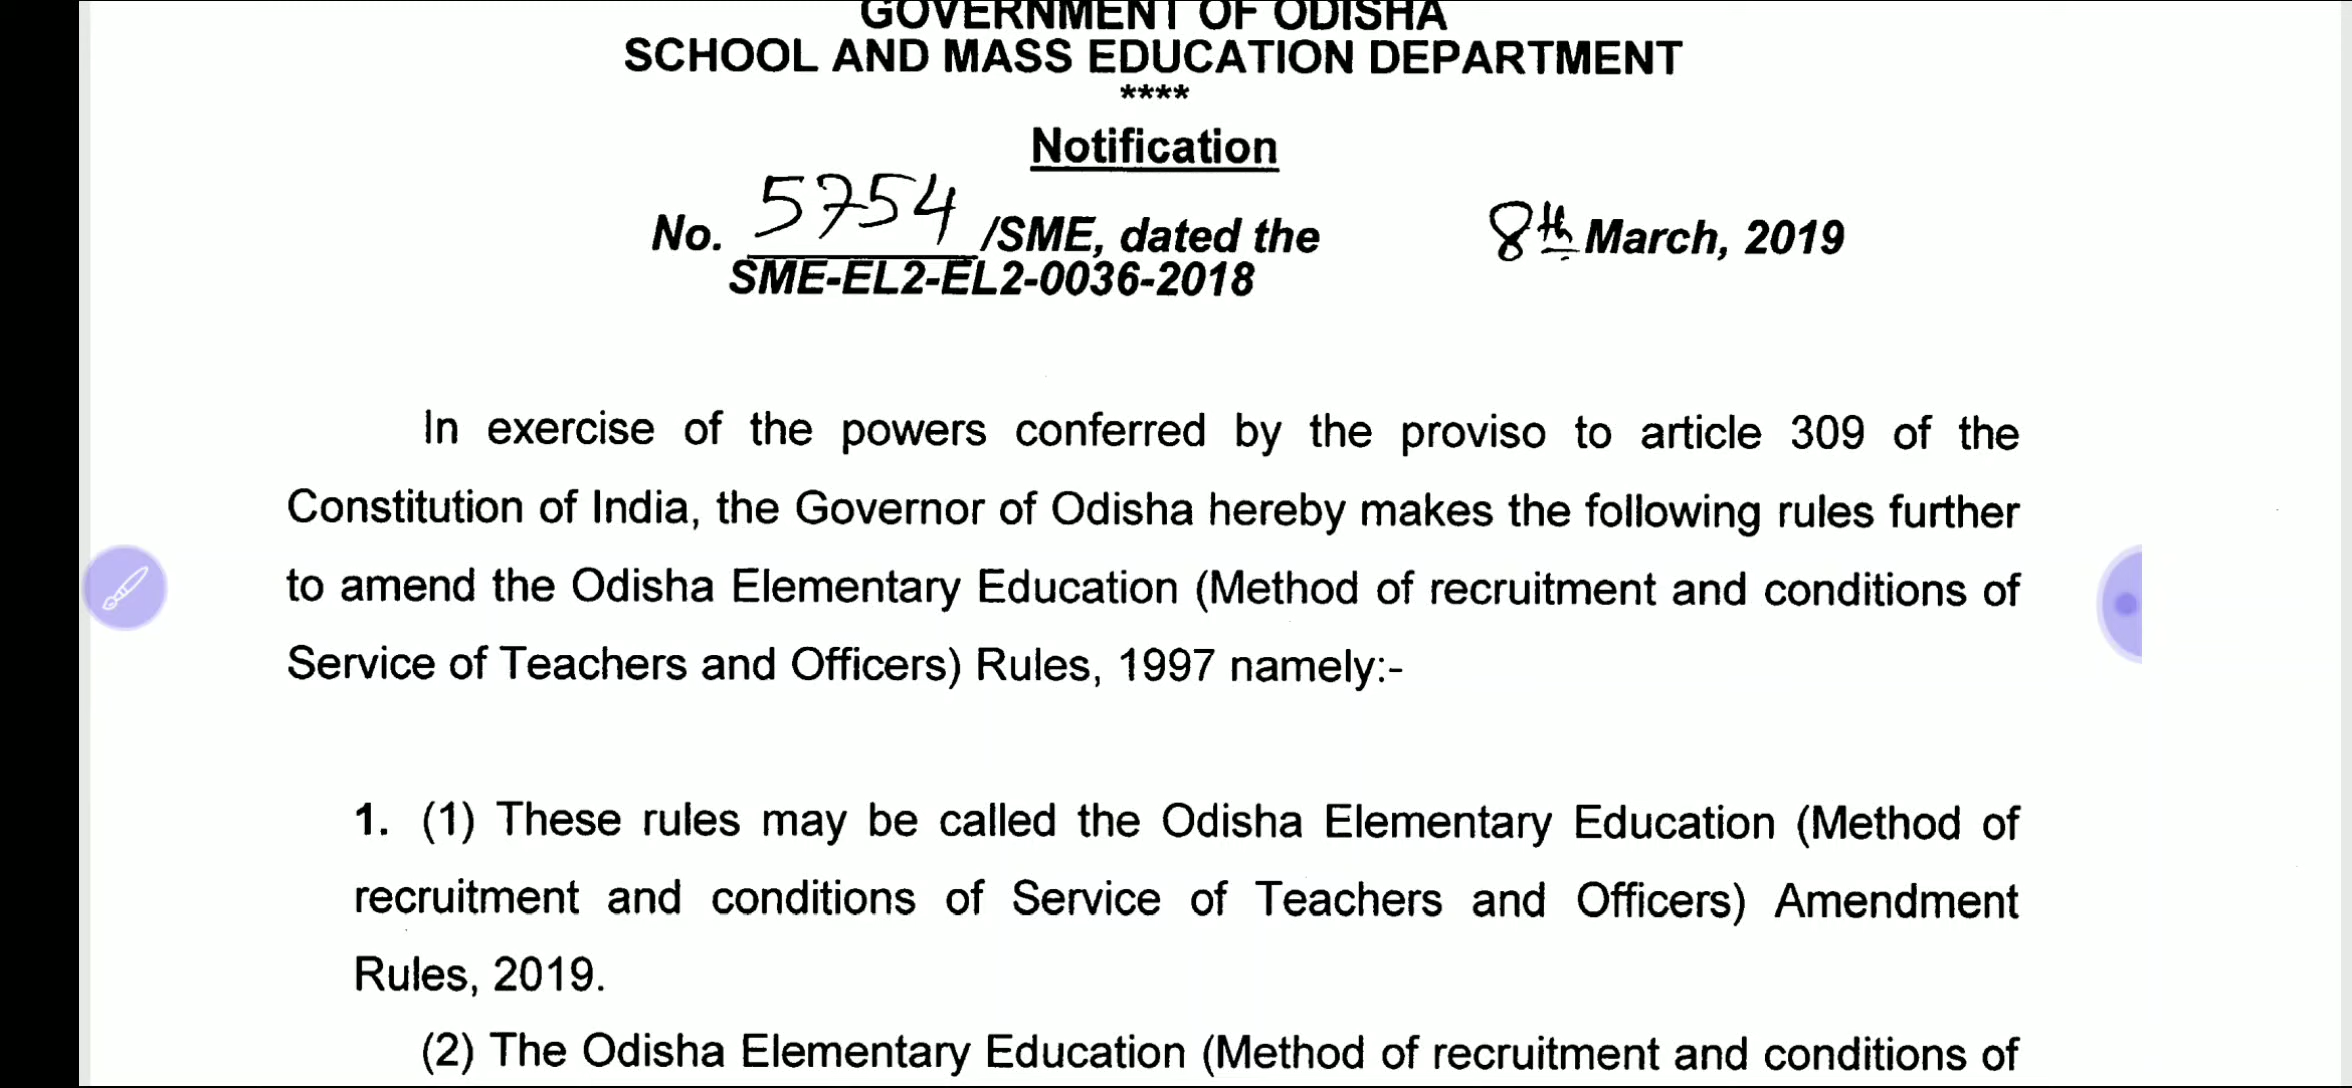 GOVERNMENT OF ODISHA
SCHOOL AND MASS EDUCATION DEPARTMENT
****
Notification
No. 5754 /SME, dated the 8th March, 2019
SME-EL2-EL2-0036-2018
In exercise of the powers conferred by the proviso to article 309 of the
Constitution of India, the Governor of Odisha hereby makes the following rules further
to amend the Odisha Elementary Education (Method of recruitment and conditions of
Service of Teachers and Officers) Rules, 1997 namely:-
1. (1) These rules may be called the Odisha Elementary Education (Method of
recruitment and conditions of Service of Teachers and Officers) Amendment
Rules, 2019.
(2) The Odisha Elementary Education (Method of recruitment and conditions of